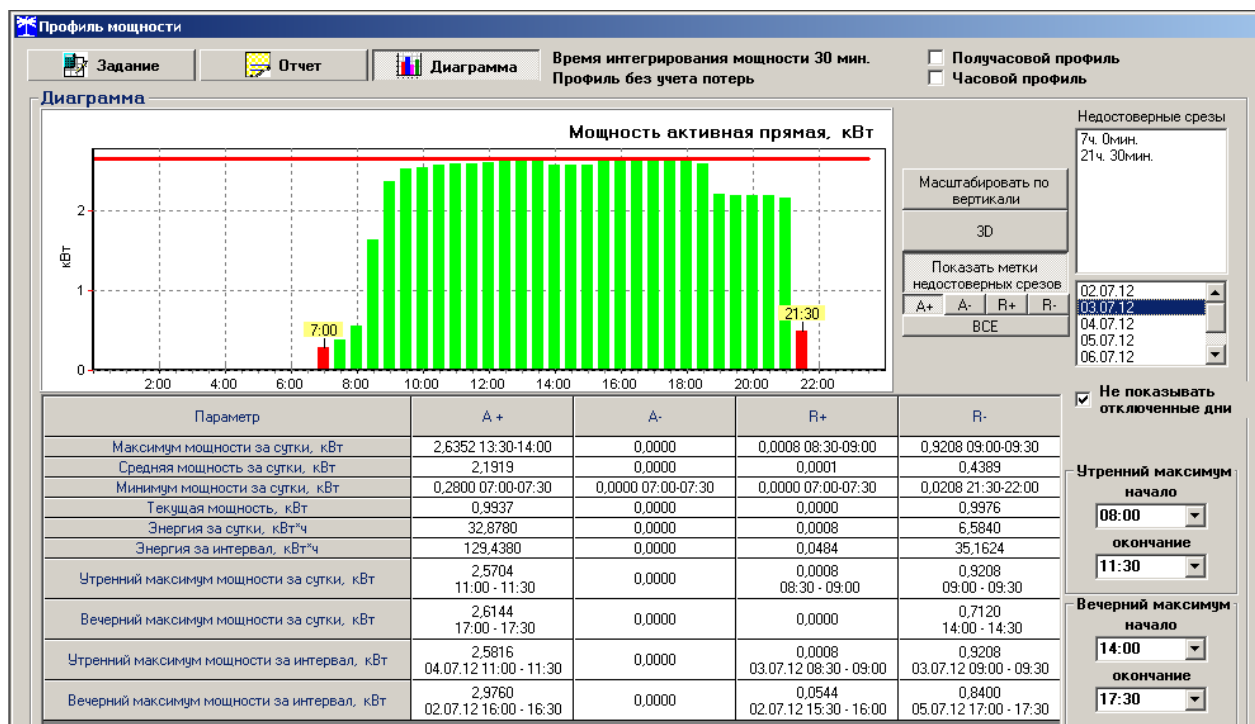 Профиль мощности
Задание
Отчет
Диаграмма
Время интегрирования мощности 30 мин.
Профиль без учета потерь
Получасовой профиль
Часовой профиль
Диаграмма
Мощность активная прямая, кВт
кВт
2
1
0
7:00
21:30
2:00 4:00 6:00 8:00 10:00 12:00 14:00 16:00 18:00 20:00 22:00
Масштабировать по
вертикали
3D
Показать метки
недостоверных срезов
A+ A- R+ R-
ВСЕ
Недостоверные срезы
7ч. 0мин.
21ч. 30мин.
02.07.12
03.07.12
04.07.12
05.07.12
06.07.12
Не показывать
отключенные дни
Параметр A + A- R+ R-
Максимум мощности за сутки, кВт 2,6352 13:30-14:00 0,0000 0,0008 08:30-09:00 0,9208 09:00-09:30
Средняя мощность за сутки, кВт 2,1919 0,0000 0,0001 0,4389
Минимум мощности за сутки, кВт 0,2800 07:00-07:30 0,0000 07:00-07:30 0,0000 07:00-07:30 0,0208 21:30-22:00
Текущая мощность, кВт 0,9937 0,0000 0,0000 0,9976
Энергия за сутки, кВт*ч 32,8780 0,0000 0,0008 6,5840
Энергия за интервал, кВт*ч 129,4380 0,0000 0,0484 35,1624
Утренний максимум мощности за сутки, кВт 2,5704 0,0000 0,0008 0,9208
11:00 - 11:30 08:30 - 09:00 09:00 - 09:30
Вечерний максимум мощности за сутки, кВт 2,6144 0,0000 0,0000 0,7120
17:00 - 17:30 14:00 - 14:30
Утренний максимум мощности за интервал, кВт 2,5816 0,0000 0,0008 0,9208
04.07.12 11:00 - 11:30 03.07.12 08:30 - 09:00 03.07.12 09:00 - 09:30
Вечерний максимум мощности за интервал, кВт 2,9760 0,0000 0,0544 0,8400
02.07.12 16:00 - 16:30 02.07.12 15:30 - 16:00 05.07.12 17:00 - 17:30
Утренний максимум
начало
08:00
окончание
11:30
Вечерний максимум
начало
14:00
окончание
17:30